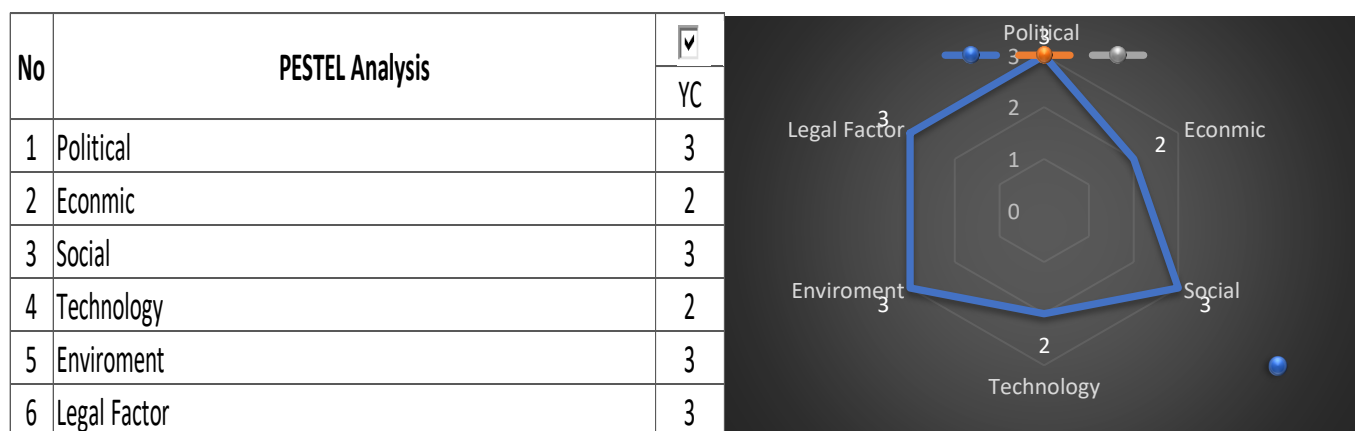 No PESTEL Analysis
YC
1 Political 3
2 Econmic 2
3 Social 3
4 Technology 2
5 Enviroment 3
6 Legal Factor 3
Political
3
3
2
1
0
Econmic
2
Social
3
Technology
2
Enviroment
3
Legal Factor
3